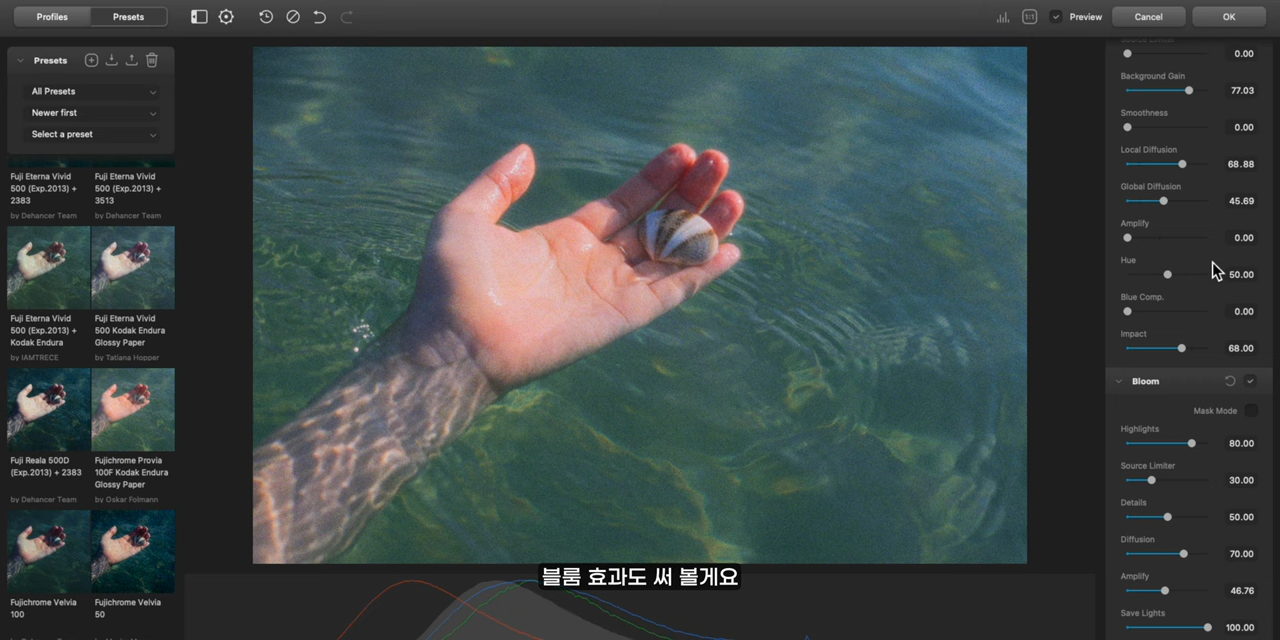 Profiles
Presets
1:1
Preview
Cancel
OK
Presets
All Presets
Newer first
Select a preset
Fuji Eterna Vivid
500 (Exp.2013) +
2383
by Dehancer Team
Fuji Eterna Vivid
500 (Exp.2013) +
3513
by Dehancer Team
Fuji Eterna Vivid
500 (Exp.2013) +
Kodak Endura
by IAMTRECE
Fuji Eterna Vivid
500 Kodak Endura
Glossy Paper
by Tatiana Hopper
Fuji Reala 500D
(Exp.2013) + 2383
by Dehancer Team
Fujichrome Provia
100F Kodak Endura
Glossy Paper
by Oskar Folmann
Fujichrome Velvia
100
Fujichrome Velvia
50
0.00
Background Gain
77.03
Smoothness
0.00
Local Diffusion
68.88
Global Diffusion
45.69
Amplify
0.00
Hue
50.00
Blue Comp.
0.00
Impact
68.00
Bloom
Mask Mode
Highlights
80.00
Source Limiter
30.00
Details
50.00
Diffusion
70.00
Amplify
46.76
Save Lights
100.00
블룸 효과도 써 볼게요